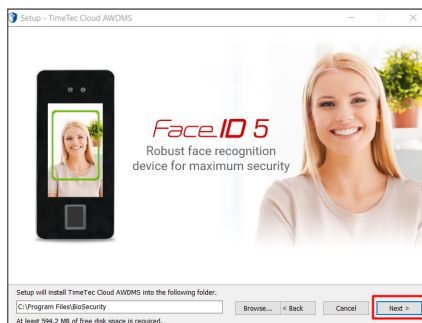 Setup - TimeTec Cloud AWDMS
Face ID 5
Robust face recognition
device for maximum security
Setup will install TimeTec Cloud AWDMS into the following folder.
C:\Program Files\BioSecurity
Browse... < Back Cancel Next >
At least 594.2 MB of free disk space is required.